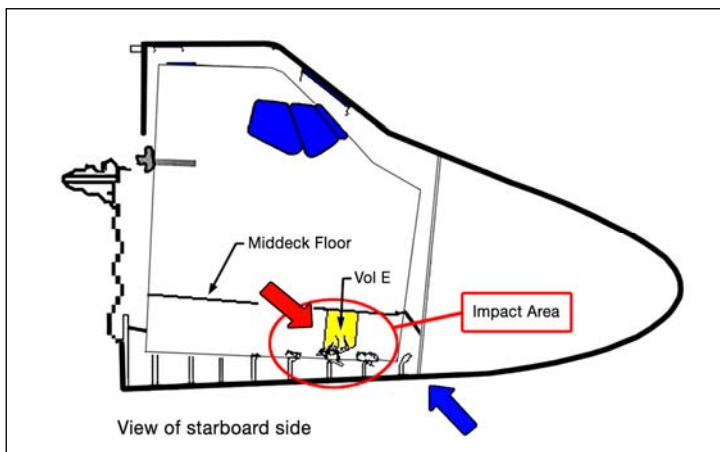 Middeck Floor
Vol E
Impact Area
View of starboard side